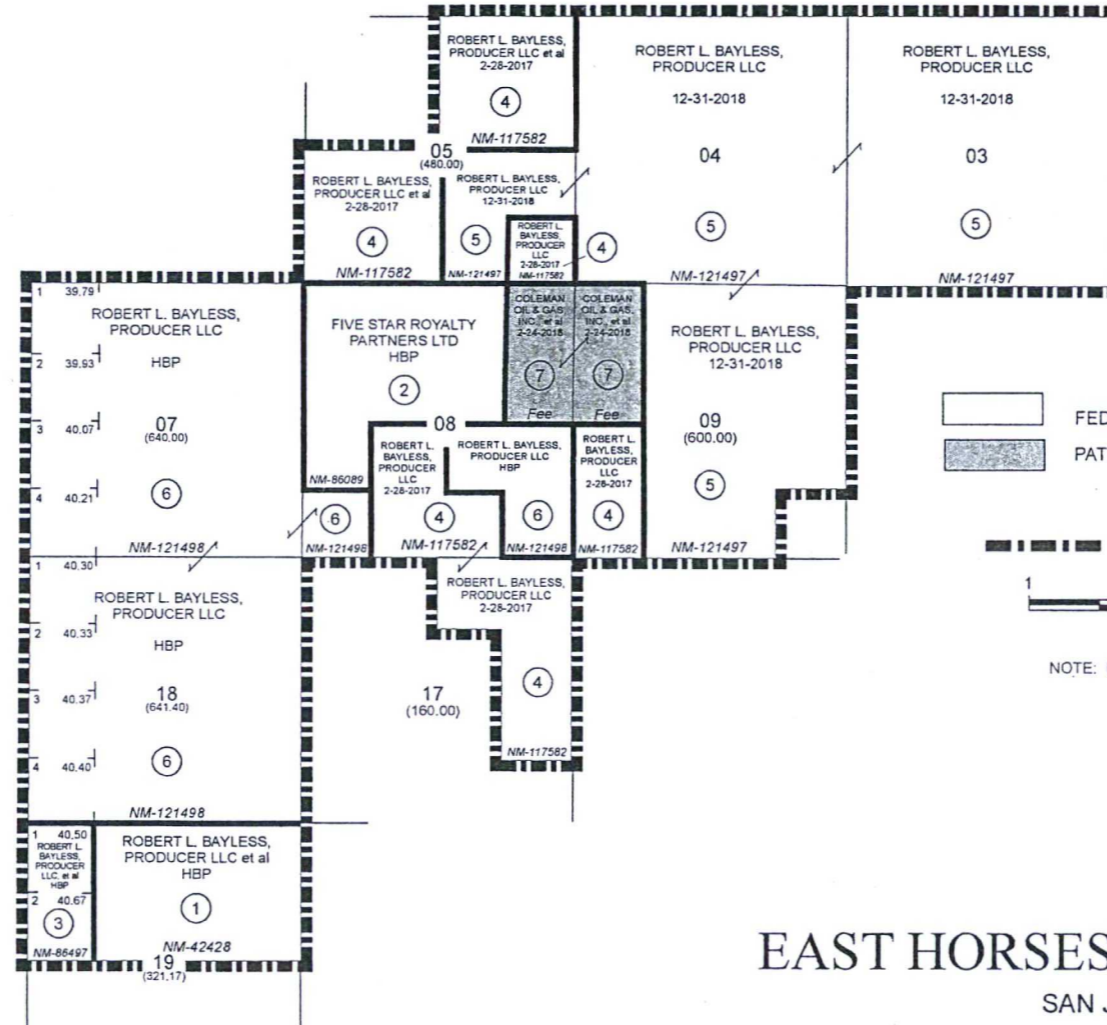 ROBERT L. BAYLESS,
PRODUCER LLC et al
2-28-2017
4
NM-117582
ROBERT L. BAYLESS,
PRODUCER LLC
12-31-2018
04
5
NM-121497
ROBERT L. BAYLESS,
PRODUCER LLC
12-31-2018
03
5
NM-121497
05
(480.00)
ROBERT L. BAYLESS,
PRODUCER LLC et al
2-28-2017
4
NM-117582
ROBERT L. BAYLESS,
PRODUCER LLC
12-31-2018
5
NM-121497
ROBERT L.
BAYLESS,
PRODUCER
LLC
2-28-2017
NM-117582
4
1 39.79
2 39.93
3 40.07
4 40.21
ROBERT L. BAYLESS,
PRODUCER LLC
HBP
07
(640.00)
6
NM-121498
FIVE STAR ROYALTY
PARTNERS LTD
HBP
2
NM-86089
COLEMAN
OIL & GAS,
INC., et al
2-24-2018
7
Fee
COLEMAN
OIL & GAS,
INC., et al
2-24-2018
7
Fee
ROBERT L. BAYLESS,
PRODUCER LLC
12-31-2018
09
(600.00)
5
NM-121497
08
6
NM-121498
ROBERT L.
BAYLESS,
PRODUCER
LLC
2-28-2017
4
NM-117582
ROBERT L. BAYLESS,
PRODUCER LLC
HBP
6
NM-121498
ROBERT L.
BAYLESS,
PRODUCER
LLC
2-28-2017
4
NM-117582
1 40.30
2 40.33
3 40.37
4 40.40
ROBERT L. BAYLESS,
PRODUCER LLC
HBP
18
(641.40)
6
NM-121498
ROBERT L. BAYLESS,
PRODUCER LLC
2-28-2017
4
NM-117582
17
(160.00)
1 40.50
ROBERT L.
BAYLESS,
PRODUCER
LLC, et al
HBP
2 40.67
3
NM-86497
ROBERT L. BAYLESS,
PRODUCER LLC et al
HBP
1
NM-42428
19
(321.17)
FED
PAT
1
NOTE:
EAST HORSES
SAN J